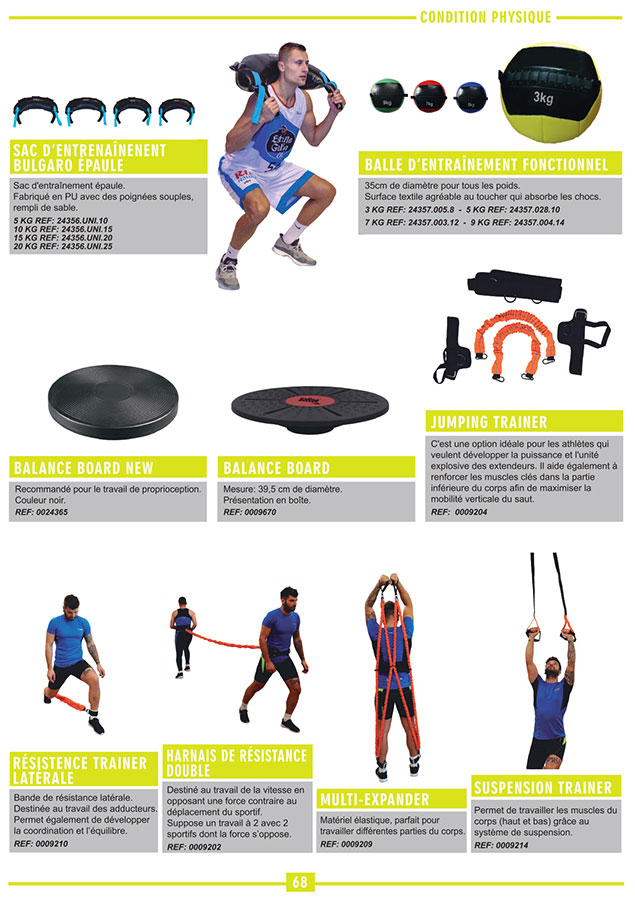 CONDITION PHYSIQUE
3kg
9kg
7kg
5kg
SAC D'ENTRENAÎNENENT
BULGARO ÉPAULE
Sac d'entraînement épaule.
Fabriqué en PU avec des poignées souples,
rempli de sable.
5 KG REF: 24356.UNI.10
10 KG REF: 24356.UNI.15
15 KG REF: 24356.UNI.20
20 KG REF: 24356.UNI.25
Estrella
Galicia
BALLE D'ENTRAÎNEMENT FONCTIONNEL
35cm de diamètre pour tous les poids.
Surface textile agréable au toucher qui absorbe les chocs.
3 KG REF: 24357.005.8 - 5 KG REF: 24357.028.10
7 KG REF: 24357.003.12 - 9 KG REF: 24357.004.14
BALANCE BOARD NEW
Recommandé pour le travail de proprioception.
Couleur noir.
REF: 0024365
BALANCE BOARD
Mesure: 39,5 cm de diamètre.
Présentation en boîte.
REF: 0009670
JUMPING TRAINER
C'est une option idéale pour les athlètes qui
veulent développer la puissance et l'unité
explosive des extendeurs. Il aide également à
renforcer les muscles clés dans la partie
inférieure du corps afin de maximiser la
mobilité verticale du saut.
REF: 0009204
RÉSISTENCE TRAINER
LATÉRALE
Bande de résistance latérale.
Destinée au travail des adducteurs.
Permet également de développer
la coordination et l'équilibre.
REF: 0009210
HARNAIS DE RÉSISTANCE
DOUBLE
Destiné au travail de la vitesse en
opposant une force contraire au
déplacement du sportif.
Suppose un travail à 2 avec 2
sportifs dont la force s'oppose.
REF: 0009202
MULTI-EXPANDER
Matériel élastique, parfait pour
travailler différentes parties du corps.
REF: 0009209
SUSPENSION TRAINER
Permet de travailler les muscles du
corps (haut et bas) grâce au
système de suspension.
REF: 0009214
68